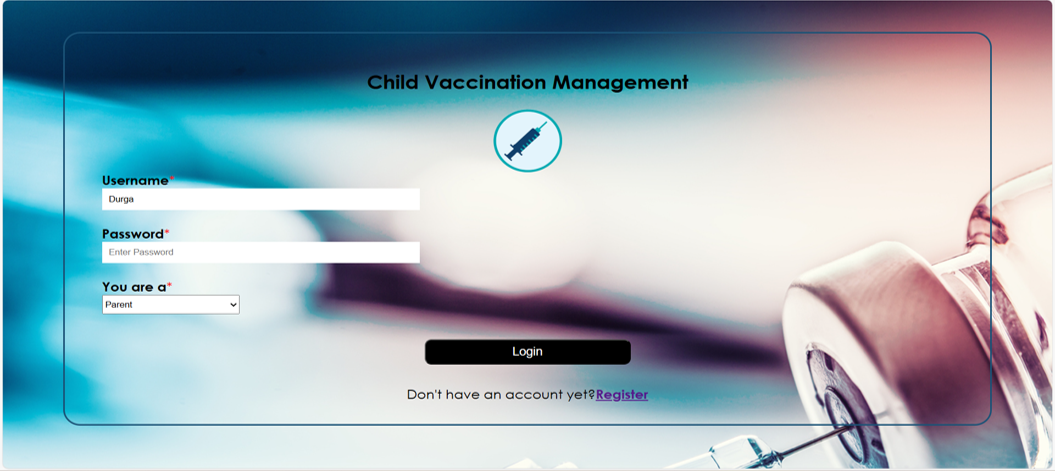 Child Vaccination Management
Username*
Durga
Password*
Enter Password
You are a*
Parent
Login
Don't have an account yet?Register